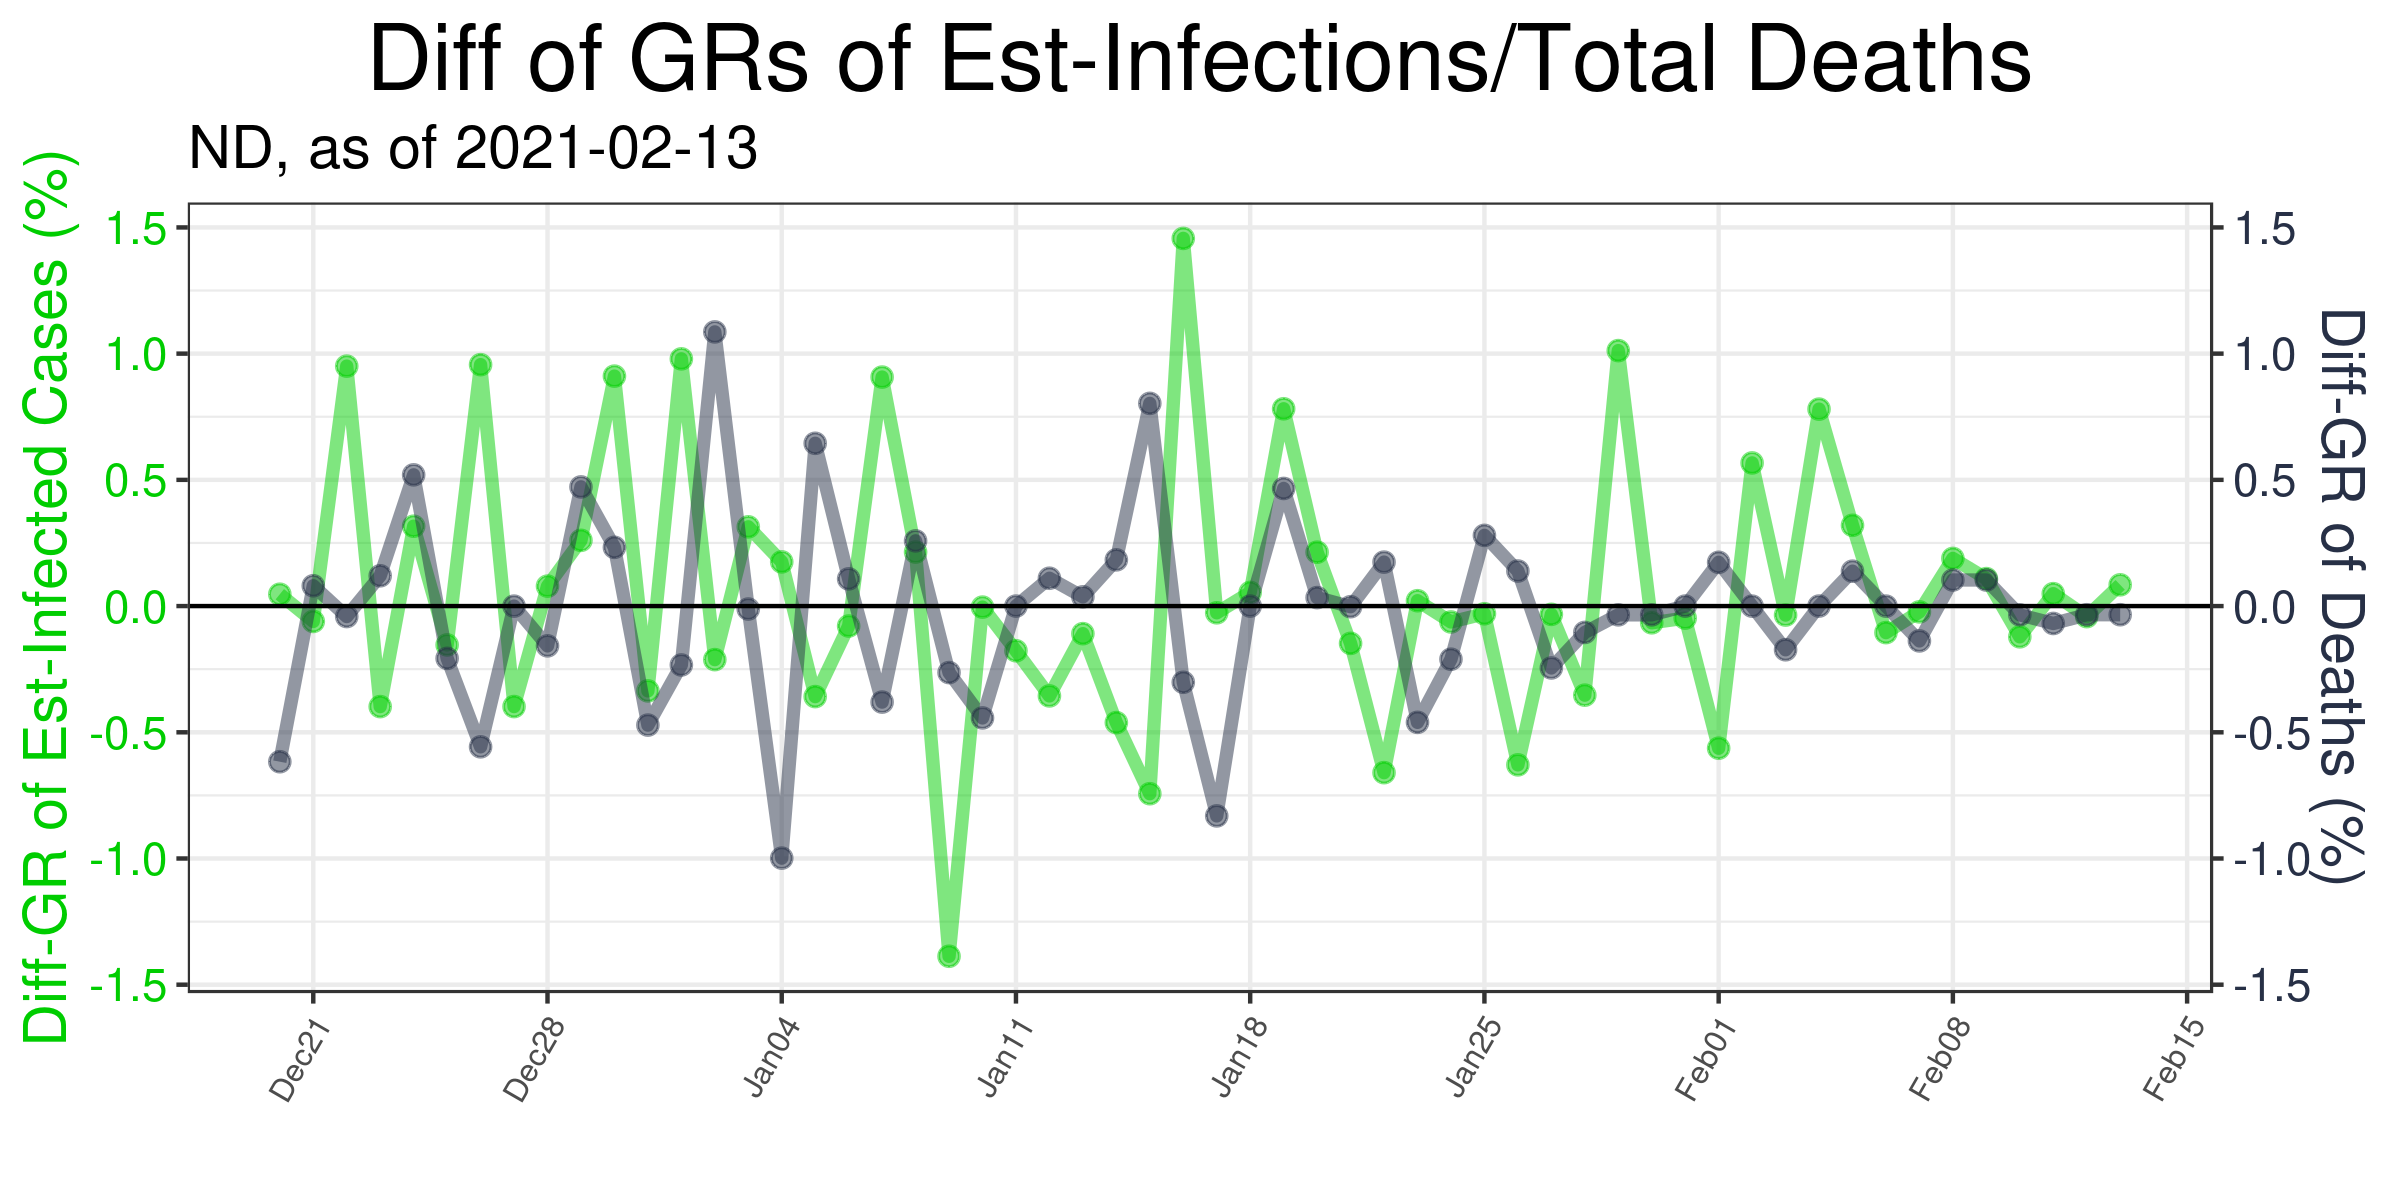 Diff of GRs of Est-Infections/Total Deaths
ND, as of 2021-02-13
Diff-GR of Est-Infected Cases (%)
1.5
1.0
0.5
0.0
-0.5
-1.0
-1.5
1.5
1.0
0.5
0.0
-0.5
-1.0
-1.5
Diff-GR of Deaths (%)
Dec21
Dec28
Jan04
Jan11
Jan18
Jan25
Feb01
Feb08
Feb15